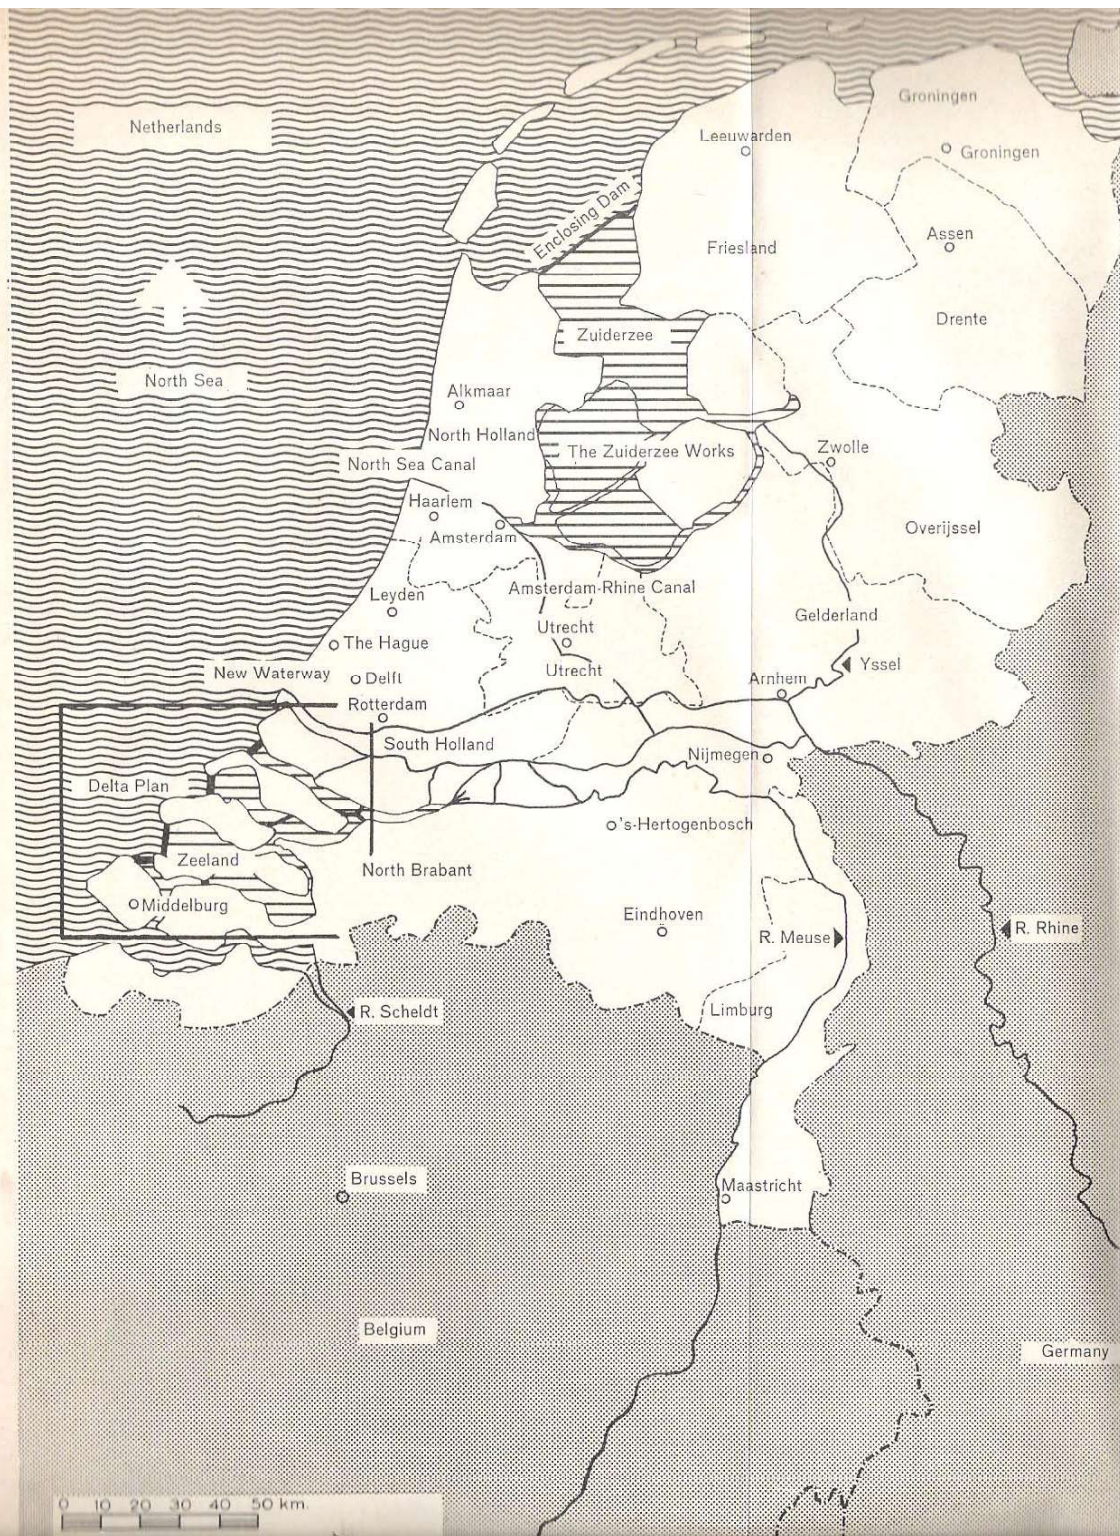 Groningen
Netherlands
Leeuwarden
Groningen
Enclosing Dam
Assen
Friesland
Drente
Zuiderzee
North Sea
Alkmaar
North Holland
Zwolle
The Zuiderzee Works
North Sea Canal
Haarlem
Overijssel
Amsterdam
Amsterdam-Rhine Canal
Leyden
Gelderland
Utrecht
The Hague
Yssel
New Waterway
Utrecht
Delft
Arnhem
Rotterdam
South Holland
Nijmegen
Delta Plan
's-Hertogenbosch
Zeeland
North Brabant
Middelburg
Eindhoven
R. Meuse
R. Rhine
R. Scheldt
Limburg
Brussels
Maastricht
Belgium
Germany
0 10 20 30 40 50 km.